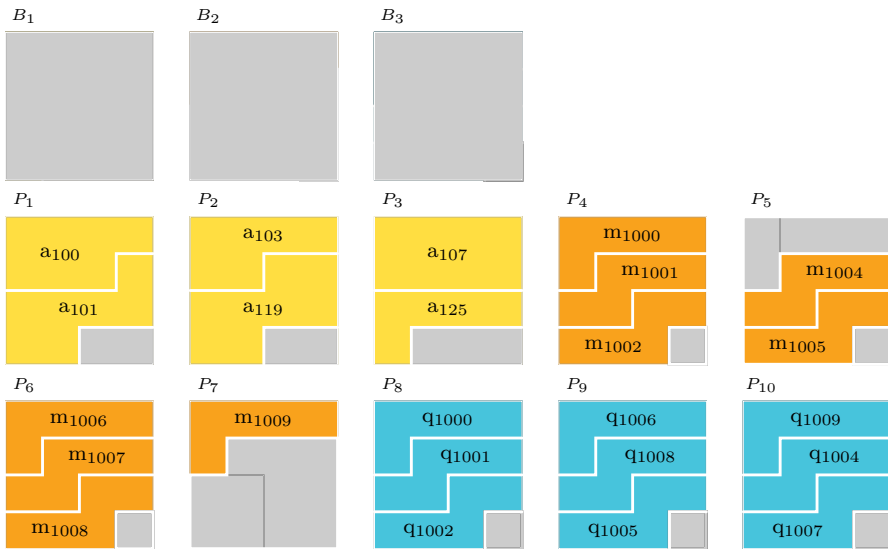 B₁ B₂ B₃
P₁ P₂ P₃ P₄ P₅
a₁₀₀ a₁₀₃ a₁₀₇ m₁₀₀₀
m₁₀₀₁ m₁₀₀₄
a₁₀₁ a₁₁₉ a₁₂₅
m₁₀₀₂ m₁₀₀₅
P₆ P₇ P₈ P₉ P₁₀
m₁₀₀₆ m₁₀₀₉ q₁₀₀₀ q₁₀₀₆ q₁₀₀₉
m₁₀₀₇ q₁₀₀₁ q₁₀₀₈ q₁₀₀₄
m₁₀₀₈ q₁₀₀₂ q₁₀₀₅ q₁₀₀₇